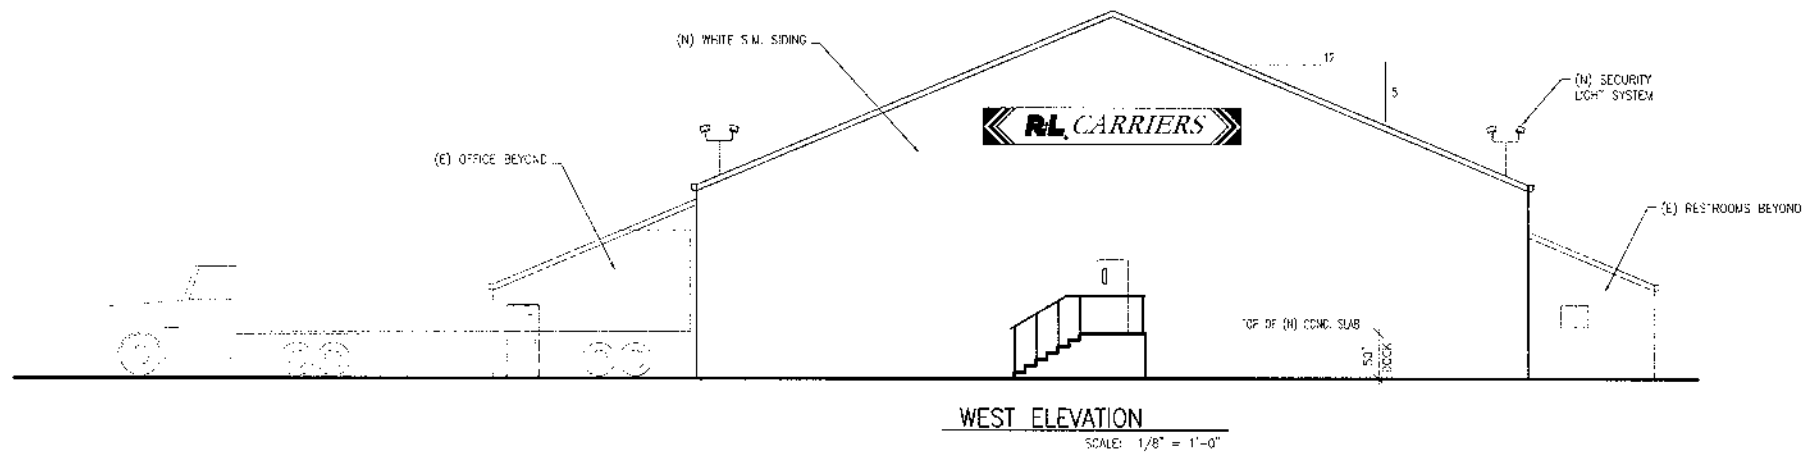 (N) WHITE S.M. SIDING
12
5
(N) SECURITY
LIGHT SYSTEM
R+L CARRIERS
(E) OFFICE BEYOND
(E) RESTROOMS BEYOND
TOP OF (N) CONC. SLAB
50"
DOCK
WEST ELEVATION
SCALE: 1/8" = 1'-0"